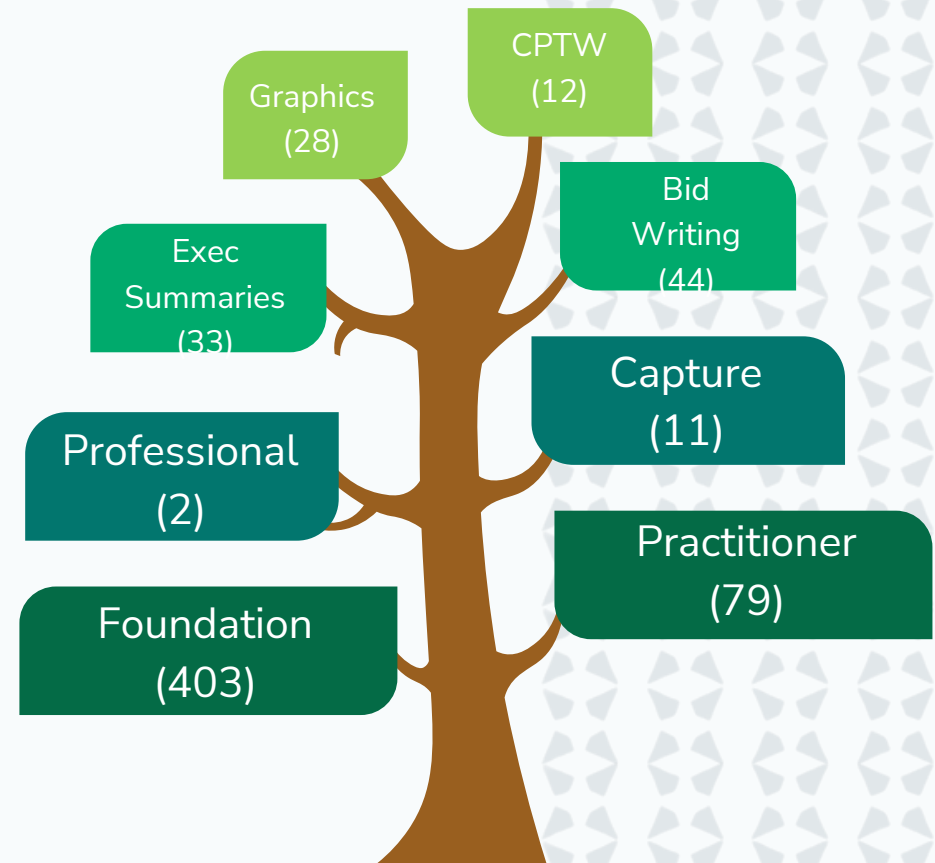 CPTW
(12)
Graphics
(28)
Bid
Writing
(44)
Exec
Summaries
(33)
Capture
(11)
Professional
(2)
Practitioner
(79)
Foundation
(403)